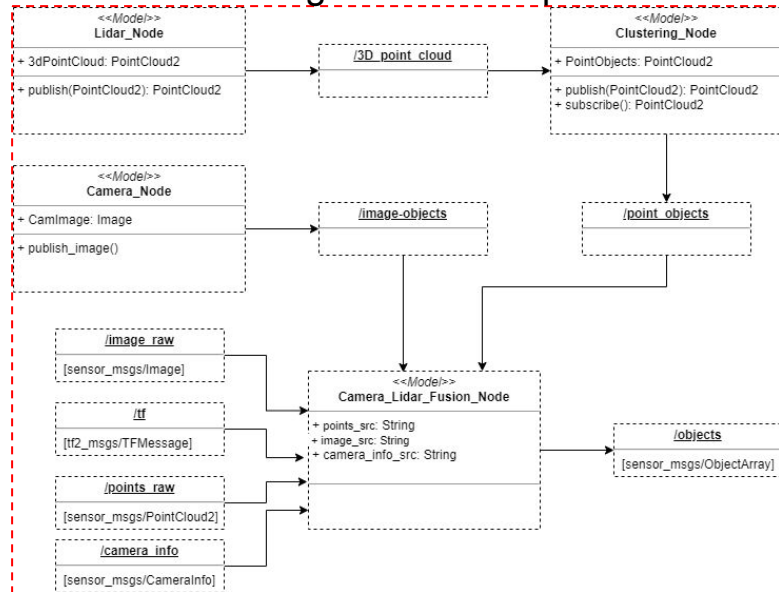 <<Model>>
Lidar_Node
+ 3dPointCloud: PointCloud2
+ publish(PointCloud2): PointCloud2
/3D_point_cloud
<<Model>>
Clustering_Node
+ PointObjects: PointCloud2
+ publish(PointCloud2): PointCloud2
+ subscribe(): PointCloud2
<<Model>>
Camera_Node
+ CamImage: Image
+ publish_image()
/image-objects
/point_objects
/image_raw
[sensor_msgs/Image]
/tf
[tf2_msgs/TFMessage]
/points_raw
[sensor_msgs/PointCloud2]
/camera_info
[sensor_msgs/CameraInfo]
<<Model>>
Camera_Lidar_Fusion_Node
+ points_src: String
+ image_src: String
+ camera_info_src: String
/objects
[sensor_msgs/ObjectArray]